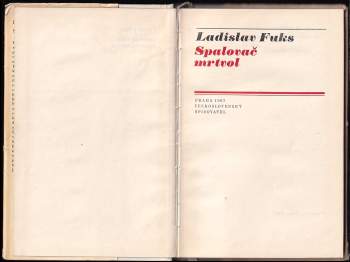 Ladislav Fuks
Spalovač
mrtvol
PRAHA 1967
ČESKOSLOVENSKÝ
SPISOVATEL